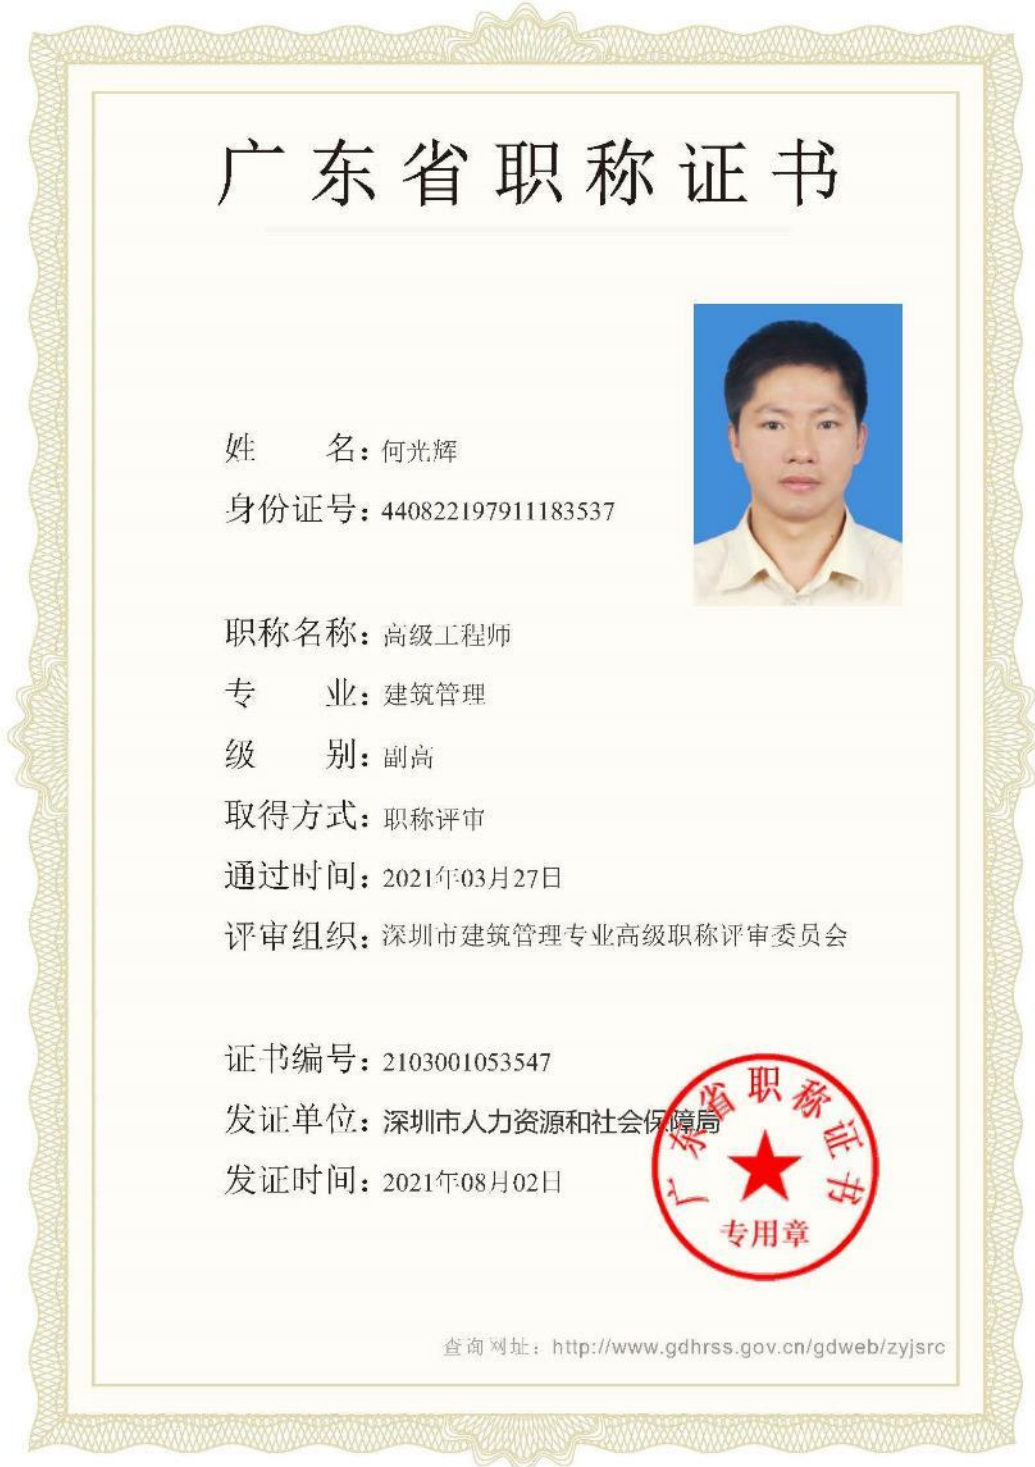 广东省职称证书
姓 名：何光辉
身份证号：440822197911183537
职称名称：高级工程师
专 业：建筑管理
级 别：副高
取得方式：职称评审
通过时间：2021年03月27日
评审组织：深圳市建筑管理专业高级职称评审委员会
证书编号：2103001053547
发证单位：深圳市人力资源和社会保障局
发证时间：2021年08月02日
广东省职称证书
专用章
查询网址：http://www.gdhrss.gov.cn/gdweb/zyjsrc